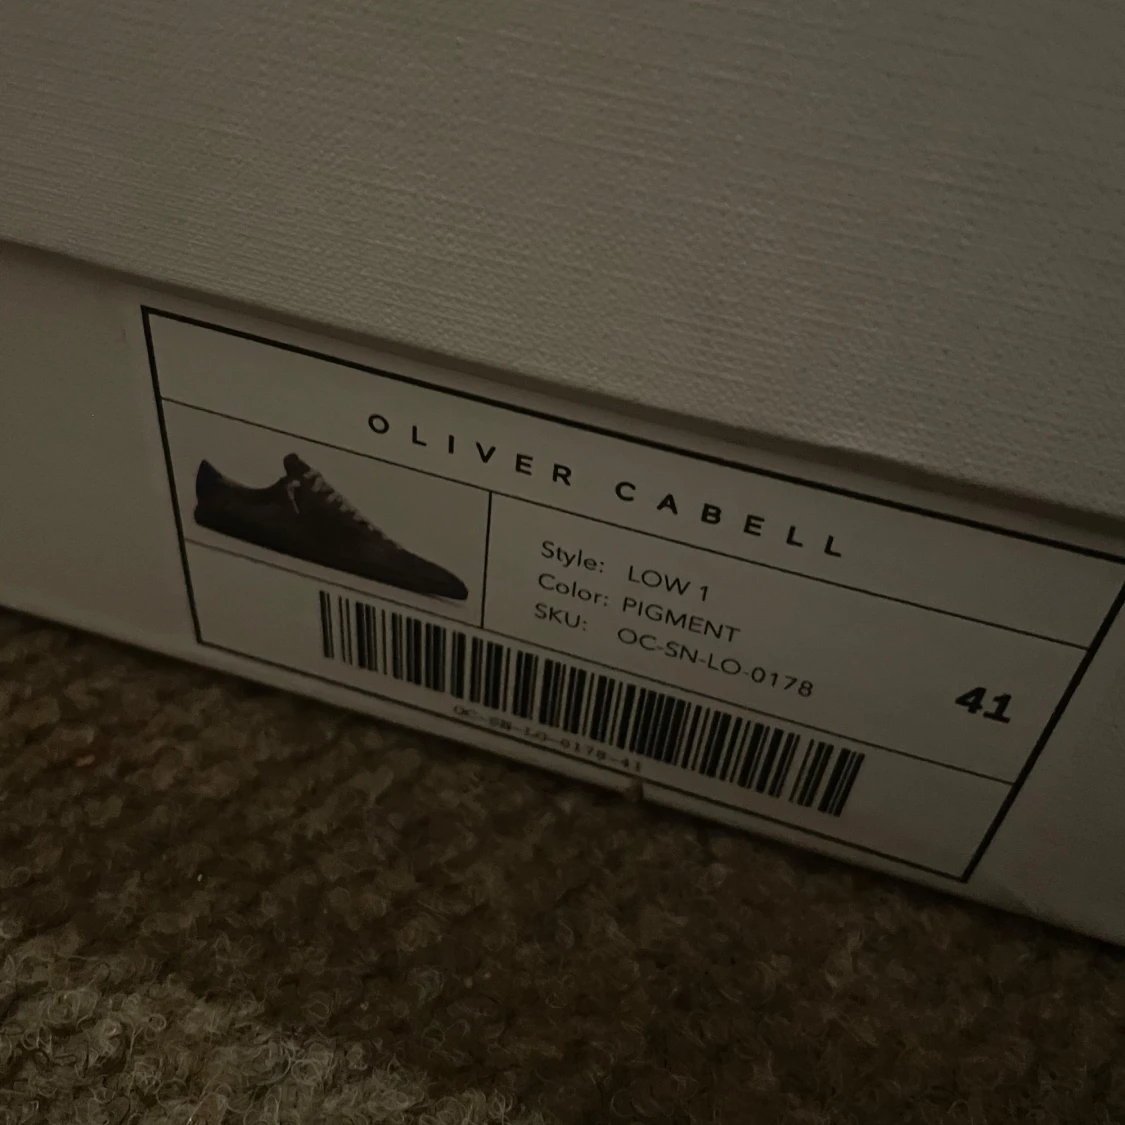 OLIVER CABELL
Style: LOW 1
Color: PIGMENT
SKU: OC-SN-LO-0178
41
OC-SN-LO-0178-41